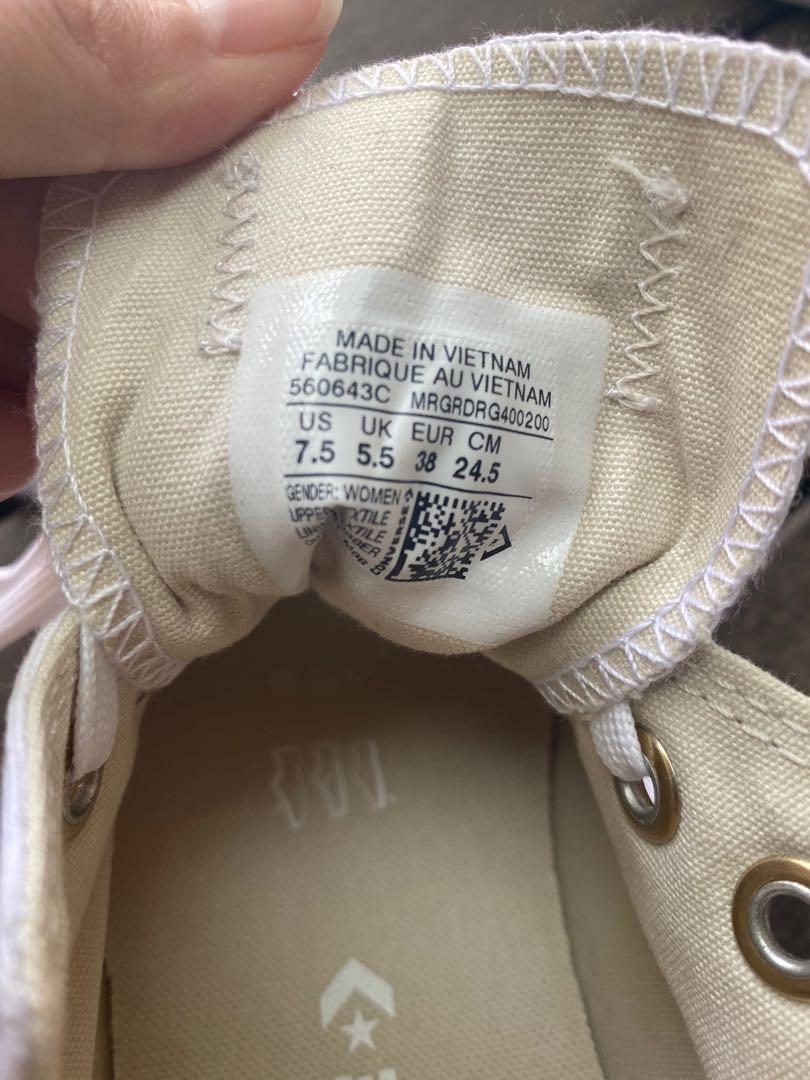 MADE IN VIETNAM
FABRIQUE AU VIETNAM
560643C MRGRDRG400200
US UK EUR CM
7.5 5.5 38 24.5
GENDER: WOMEN
CONVERSE